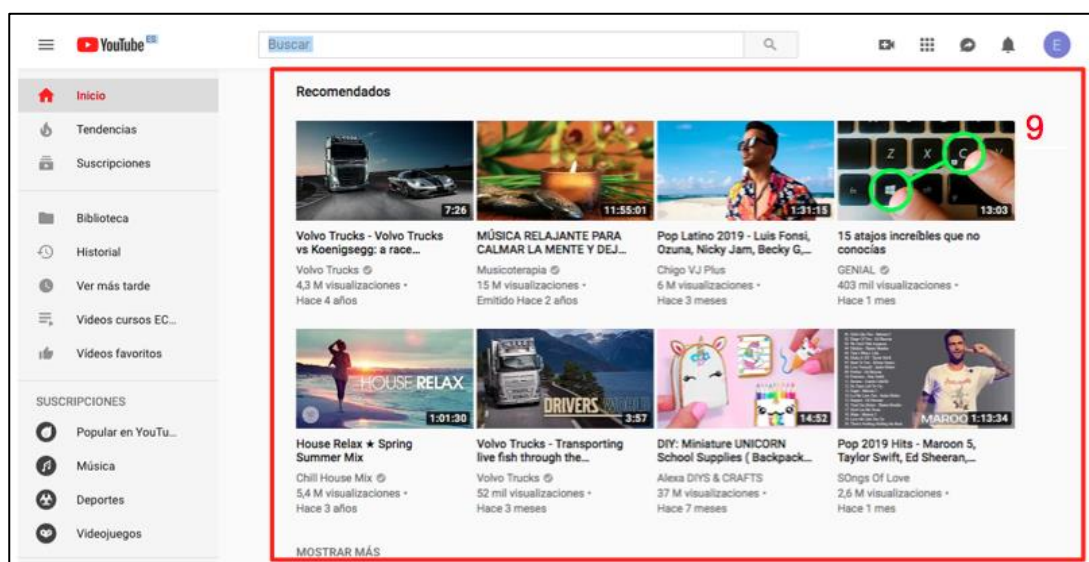 YouTube ES
Buscar
E
Inicio
Tendencias
Suscripciones
Biblioteca
Historial
Ver más tarde
Videos cursos EC...
Vídeos favoritos
SUSCRIPCIONES
Popular en YouTu...
Música
Deportes
Videojuegos
Recomendados
9
7:26
11:55:01
1:31:15
Z X C
13:03
Volvo Trucks - Volvo Trucks
vs Koenigsegg: a race...
Volvo Trucks
4,3 M visualizaciones •
Hace 4 años
MÚSICA RELAJANTE PARA
CALMAR LA MENTE Y DEJ...
Musicoterapia
15 M visualizaciones •
Emitido Hace 2 años
Pop Latino 2019 - Luis Fonsi,
Ozuna, Nicky Jam, Becky G,...
Chigo VJ Plus
6 M visualizaciones •
Hace 3 meses
15 atajos increíbles que no
conocías
GENIAL
403 mil visualizaciones •
Hace 1 mes
HOUSE RELAX
1:01:30
DRIVERS
3:57
14:52
MAROO
1:13:34
House Relax ★ Spring
Summer Mix
Chill House Mix
5,4 M visualizaciones •
Hace 3 años
Volvo Trucks - Transporting
live fish through the...
Volvo Trucks
52 mil visualizaciones •
Hace 3 meses
DIY: Miniature UNICORN
School Supplies ( Backpack...
Alexa DIYS & CRAFTS
37 M visualizaciones •
Hace 7 meses
Pop 2019 Hits - Maroon 5,
Taylor Swift, Ed Sheeran,...
SOngs Of Love
2,6 M visualizaciones •
Hace 1 mes
MOSTRAR MÁS